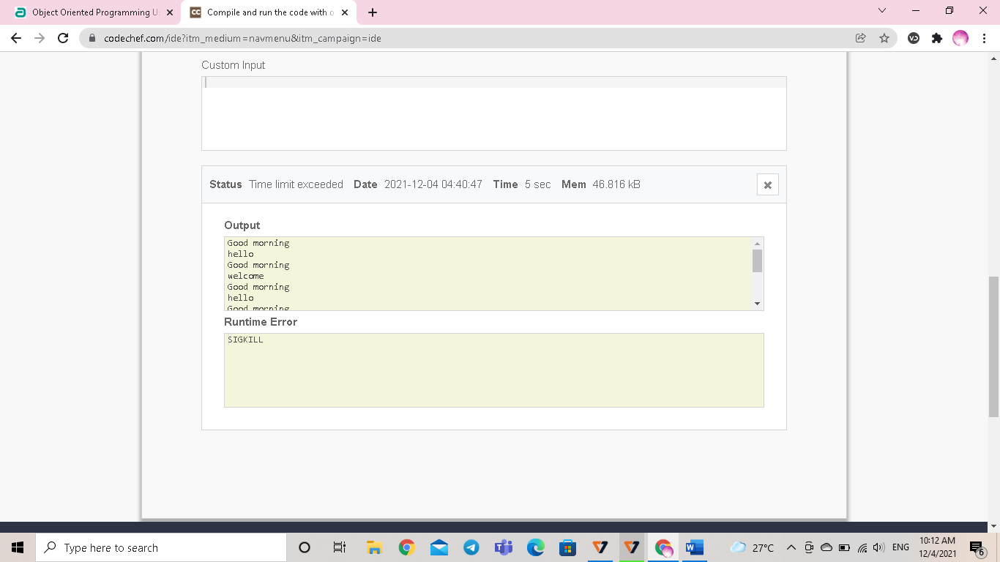 Object Oriented Programming U
Compile and run the code with o
codechef.com/ide?itm_medium=navmenu&itm_campaign=ide
Custom Input
Status Time limit exceeded Date 2021-12-04 04:40:47 Time 5 sec Mem 46.816 kB
Output
Good morning
hello
Good morning
welcome
Good morning
hello
Good morning
Runtime Error
SIGKILL
Type here to search
27°C
ENG
10:12 AM
12/4/2021
6